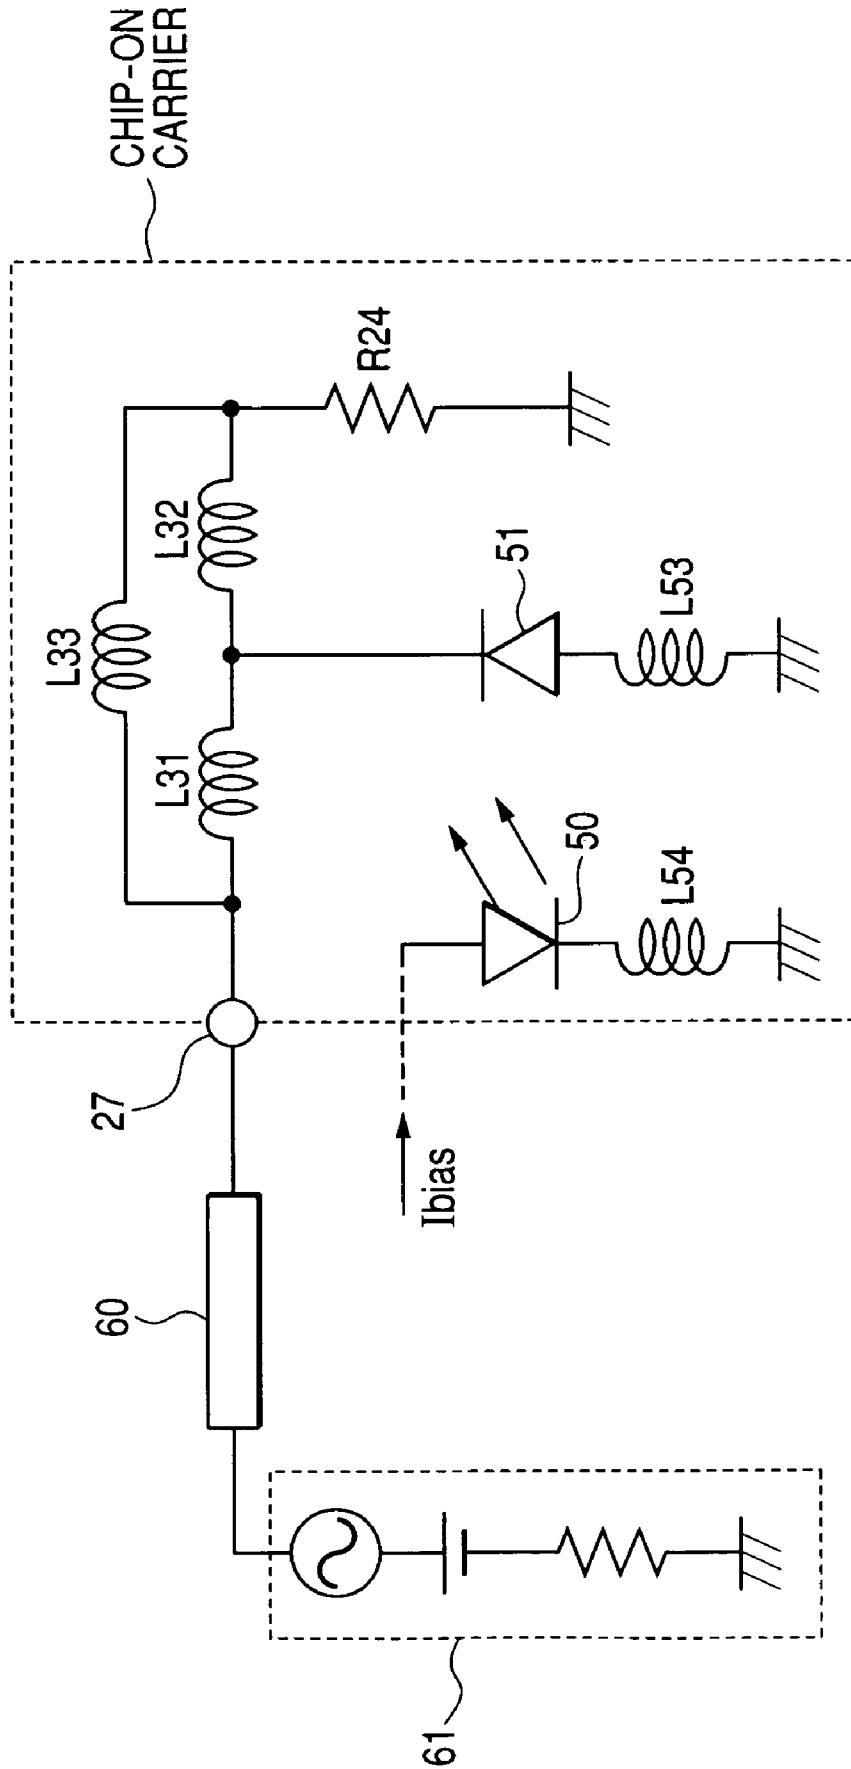 CHIP-ON
CARRIER
L33
L31
L32
R24
27
60
61
Ibias
50
51
L54
L53